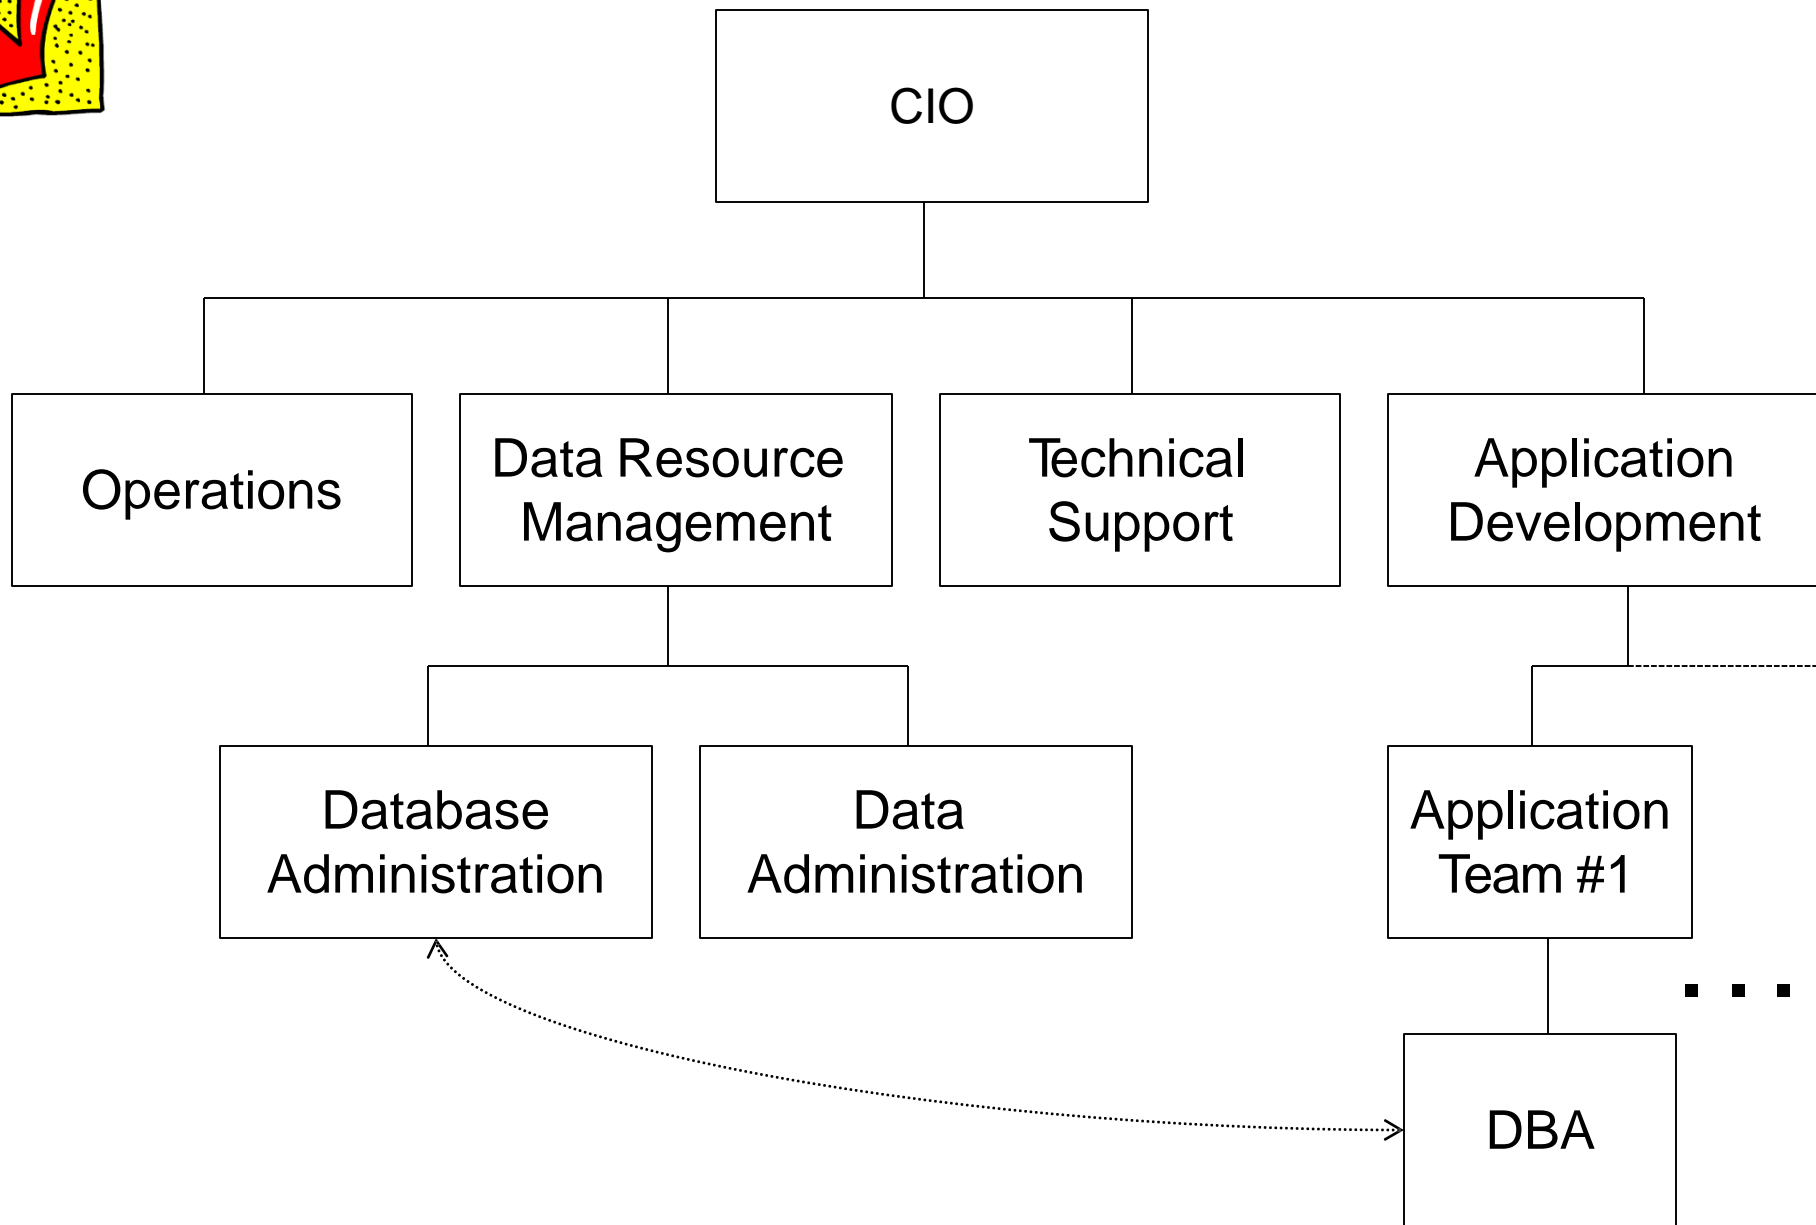 CIO
Operations
Data Resource
Management
Technical
Support
Application
Development
Database
Administration
Data
Administration
Application
Team #1
. . .
DBA